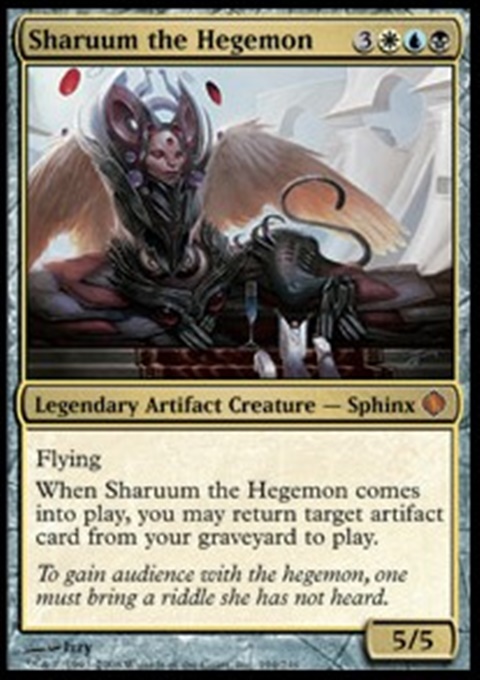 Sharuum the Hegemon 3
Legendary Artifact Creature — Sphinx
Flying
When Sharuum the Hegemon comes
into play, you may return target artifact
card from your graveyard to play.
To gain audience with the hegemon, one
must bring a riddle she has not heard.
Izzy
5/5